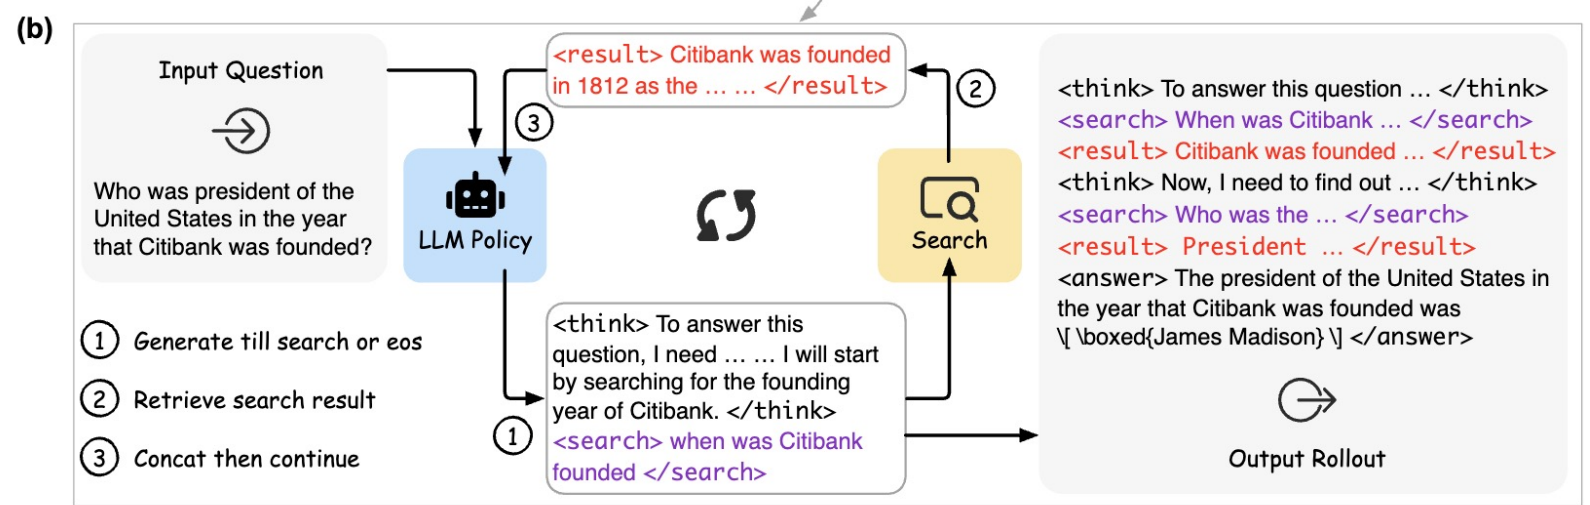 (b)
Input Question
Who was president of the
United States in the year
that Citibank was founded?
1 Generate till search or eos
2 Retrieve search result
3 Concat then continue
<result> Citibank was founded
in 1812 as the ... ... </result>
3
2
LLM Policy
Search
<think> To answer this
question, I need ... ... I will start
by searching for the founding
year of Citibank. </think>
<search> when was Citibank
founded </search>
1
<think> To answer this question ... </think>
<search> When was Citibank ... </search>
<result> Citibank was founded ... </result>
<think> Now, I need to find out ... </think>
<search> Who was the ... </search>
<result> President ... </result>
<answer> The president of the United States in
the year that Citibank was founded was
\[ \boxed{James Madison} \] </answer>
Output Rollout